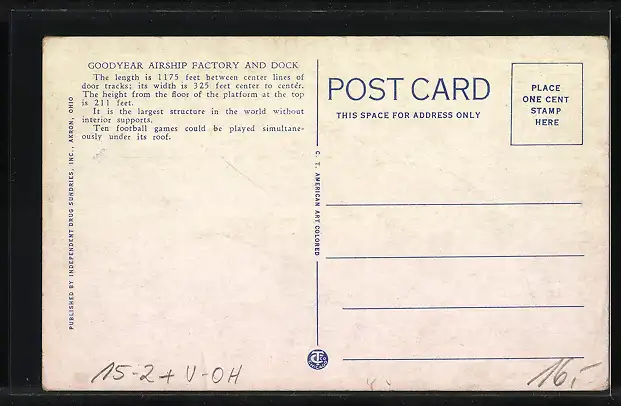 GOODYEAR AIRSHIP FACTORY AND DOCK
The length is 1175 feet between center lines of
door tracks; its width is 325 feet center to center.
The height from the floor of the platform at the top
is 211 feet.
It is the largest structure in the world without
interior supports.
Ten football games could be played simultane-
ously under its roof.
PUBLISHED BY INDEPENDENT DRUG SUNDRIES, INC., AKRON, OHIO
C. T. AMERICAN ART COLORED
POST CARD
THIS SPACE FOR ADDRESS ONLY
PLACE
ONE CENT
STAMP
HERE
15-2+ V-OH
16,-